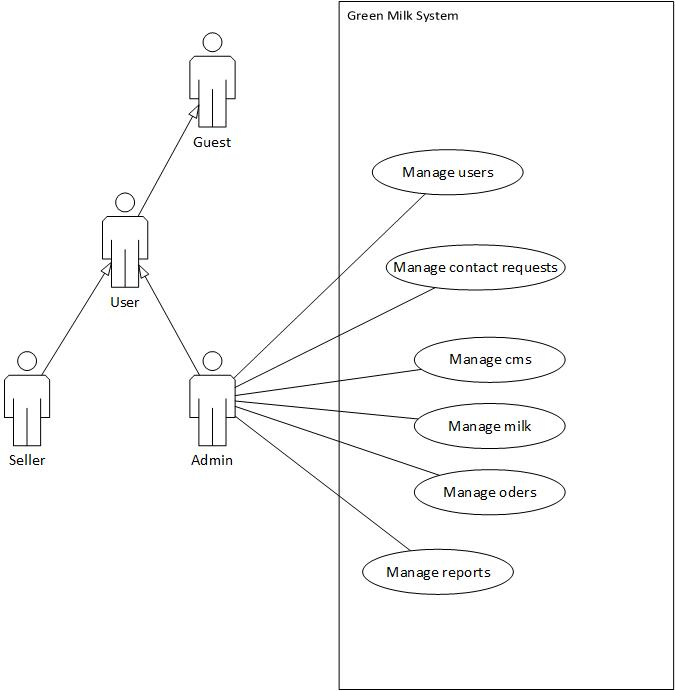 Green Milk System
Guest
Manage users
User
Manage contact requests
Manage cms
Manage milk
Seller
Admin
Manage oders
Manage reports